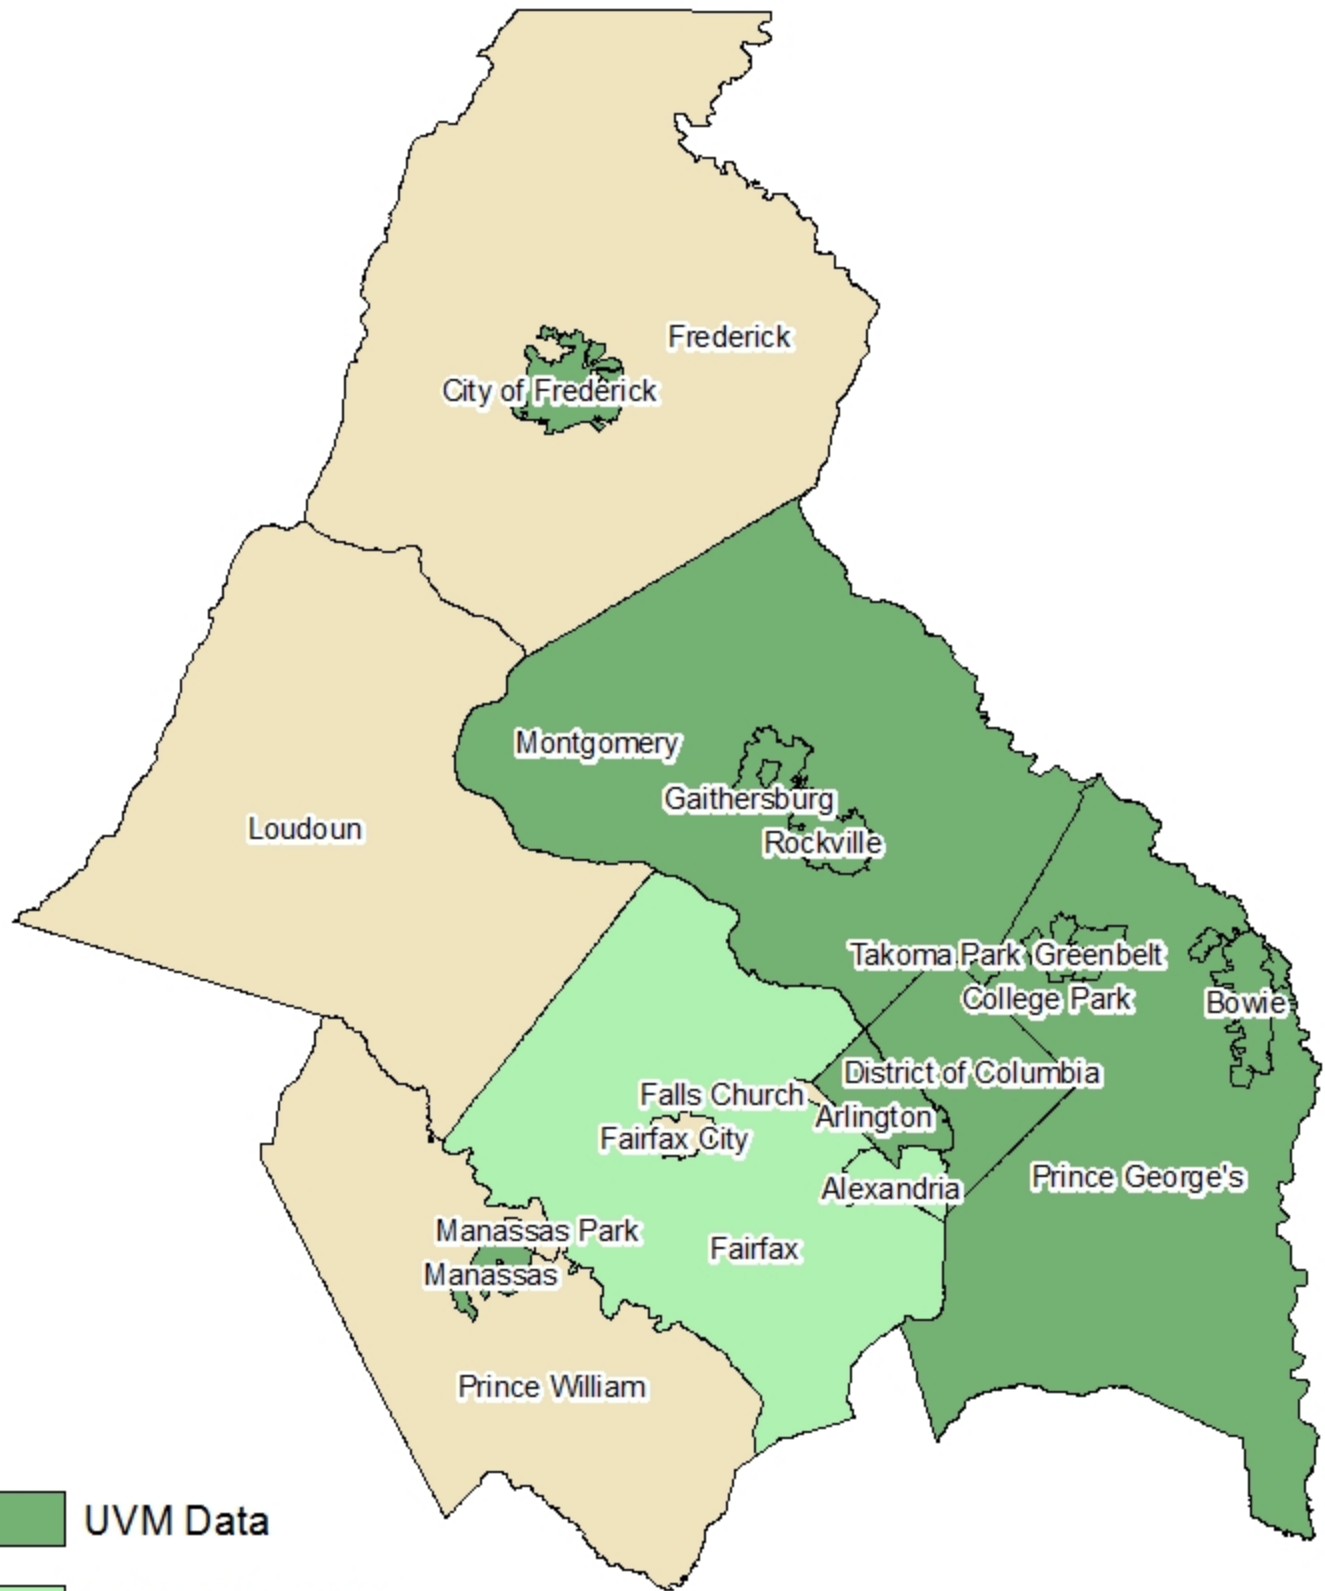 Frederick
City of Frederick
Montgomery
Gaithersburg
Loudoun
Rockville
Takoma Park Greenbelt
College Park
Bowie
District of Columbia
Falls Church
Arlington
Fairfax City
Prince George's
Alexandria
Manassas Park
Fairfax
Manassas
Prince William
UVM Data